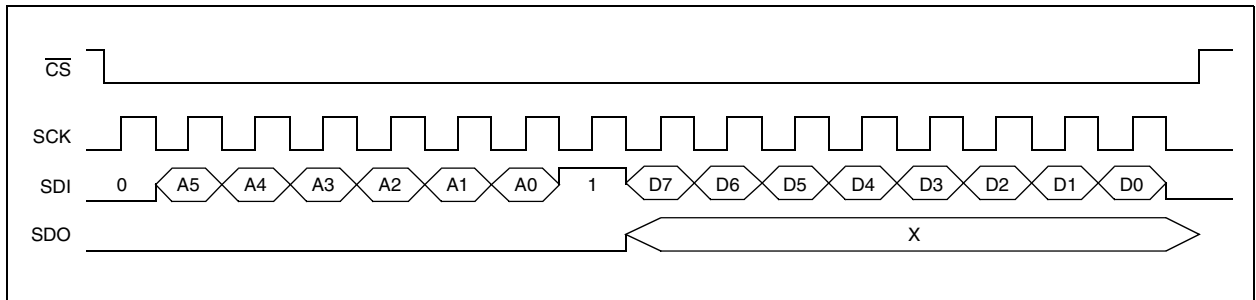 CS
SCK
SDI 0 A5 A4 A3 A2 A1 A0 1 D7 D6 D5 D4 D3 D2 D1 D0
SDO X